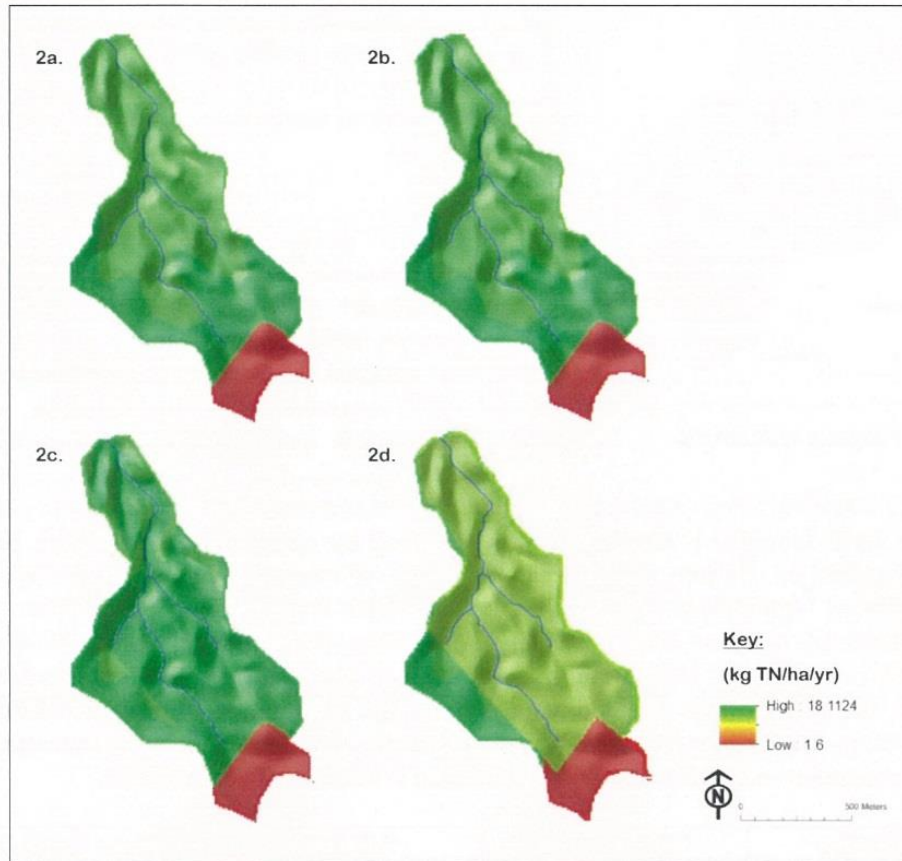 2a.
2b.
2c.
2d.
Key:
(kg TN/ha/yr)
High : 18 1124
Low : 1 6
N
0
500 Meters